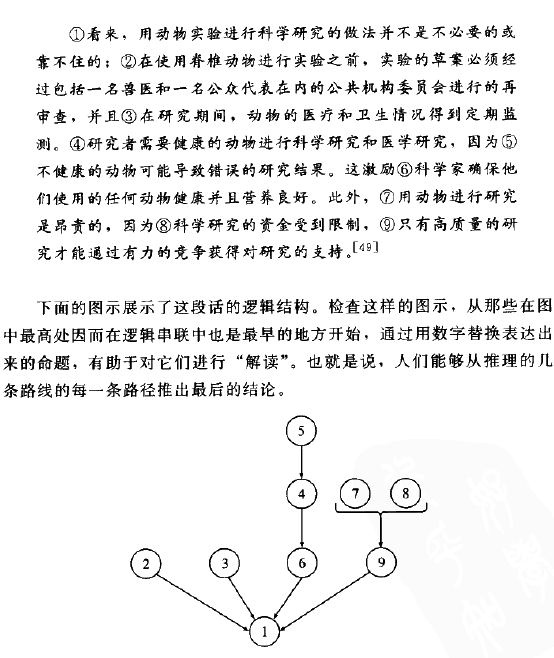 ①看来，用动物实验进行科学研究的做法并不是不必要的或
靠不住的；②在使用脊椎动物进行实验之前，实验的草案必须经
过包括一名兽医和一名公众代表在内的公共机构委员会进行的再
审查，并且③在研究期间，动物的医疗和卫生情况得到定期监
测。④研究者需要健康的动物进行科学研究和医学研究，因为⑤
不健康的动物可能导致错误的研究结果。这激励⑥科学家确保他
们使用的任何动物健康并且营养良好。此外，⑦用动物进行研究
是昂贵的，因为⑧科学研究的资金受到限制，⑨只有高质量的研
究才能通过有力的竞争获得对研究的支持。[49]
下面的图示展示了这段话的逻辑结构。检查这样的图示，从那些在图
中最高处因而在逻辑串联中也是最早的地方开始，通过用数字替换表达出
来的命题，有助于对它们进行“解读”。也就是说，人们能够从推理的几
条路线的每一条路径推出最后的结论。
5
4 7 8
2 3 6 9
1